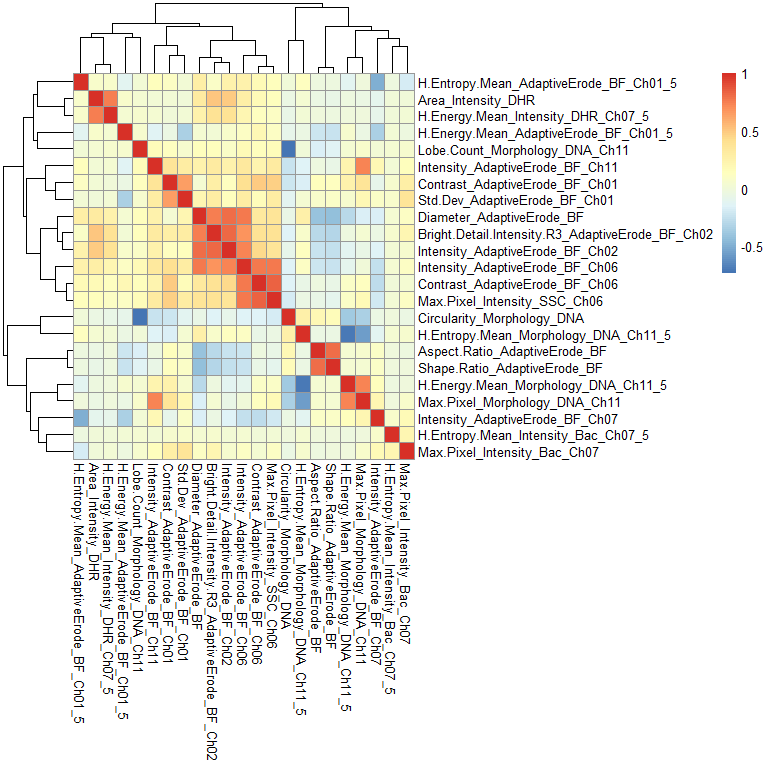 H.Entropy.Mean_AdaptiveErode_BF_Ch01_5
Area_Intensity_DHR
H.Energy.Mean_Intensity_DHR_Ch07_5
H.Energy.Mean_AdaptiveErode_BF_Ch01_5
Lobe.Count_Morphology_DNA_Ch11
Intensity_AdaptiveErode_BF_Ch11
Contrast_AdaptiveErode_BF_Ch01
Std.Dev_AdaptiveErode_BF_Ch01
Diameter_AdaptiveErode_BF
Bright.Detail.Intensity.R3_AdaptiveErode_BF_Ch02
Intensity_AdaptiveErode_BF_Ch02
Intensity_AdaptiveErode_BF_Ch06
Contrast_AdaptiveErode_BF_Ch06
Max.Pixel_Intensity_SSC_Ch06
Circularity_Morphology_DNA
H.Entropy.Mean_Morphology_DNA_Ch11_5
Aspect.Ratio_AdaptiveErode_BF
Shape.Ratio_AdaptiveErode_BF
H.Energy.Mean_Morphology_DNA_Ch11_5
Max.Pixel_Morphology_DNA_Ch11
Intensity_AdaptiveErode_BF_Ch07
H.Entropy.Mean_Intensity_Bac_Ch07_5
Max.Pixel_Intensity_Bac_Ch07
1
0.5
0
-0.5
H.Entropy.Mean_AdaptiveErode_BF_Ch01_5
Area_Intensity_DHR
H.Energy.Mean_Intensity_DHR_Ch07_5
H.Energy.Mean_AdaptiveErode_BF_Ch01_5
Lobe.Count_Morphology_DNA_Ch11
Intensity_AdaptiveErode_BF_Ch11
Contrast_AdaptiveErode_BF_Ch01
Std.Dev_AdaptiveErode_BF_Ch01
Diameter_AdaptiveErode_BF
Bright.Detail.Intensity.R3_AdaptiveErode_BF_Ch02
Intensity_AdaptiveErode_BF_Ch02
Intensity_AdaptiveErode_BF_Ch06
Contrast_AdaptiveErode_BF_Ch06
Max.Pixel_Intensity_SSC_Ch06
Circularity_Morphology_DNA
H.Entropy.Mean_Morphology_DNA_Ch11_5
Aspect.Ratio_AdaptiveErode_BF
Shape.Ratio_AdaptiveErode_BF
H.Energy.Mean_Morphology_DNA_Ch11_5
Max.Pixel_Morphology_DNA_Ch11
Intensity_AdaptiveErode_BF_Ch07
H.Entropy.Mean_Intensity_Bac_Ch07_5
Max.Pixel_Intensity_Bac_Ch07